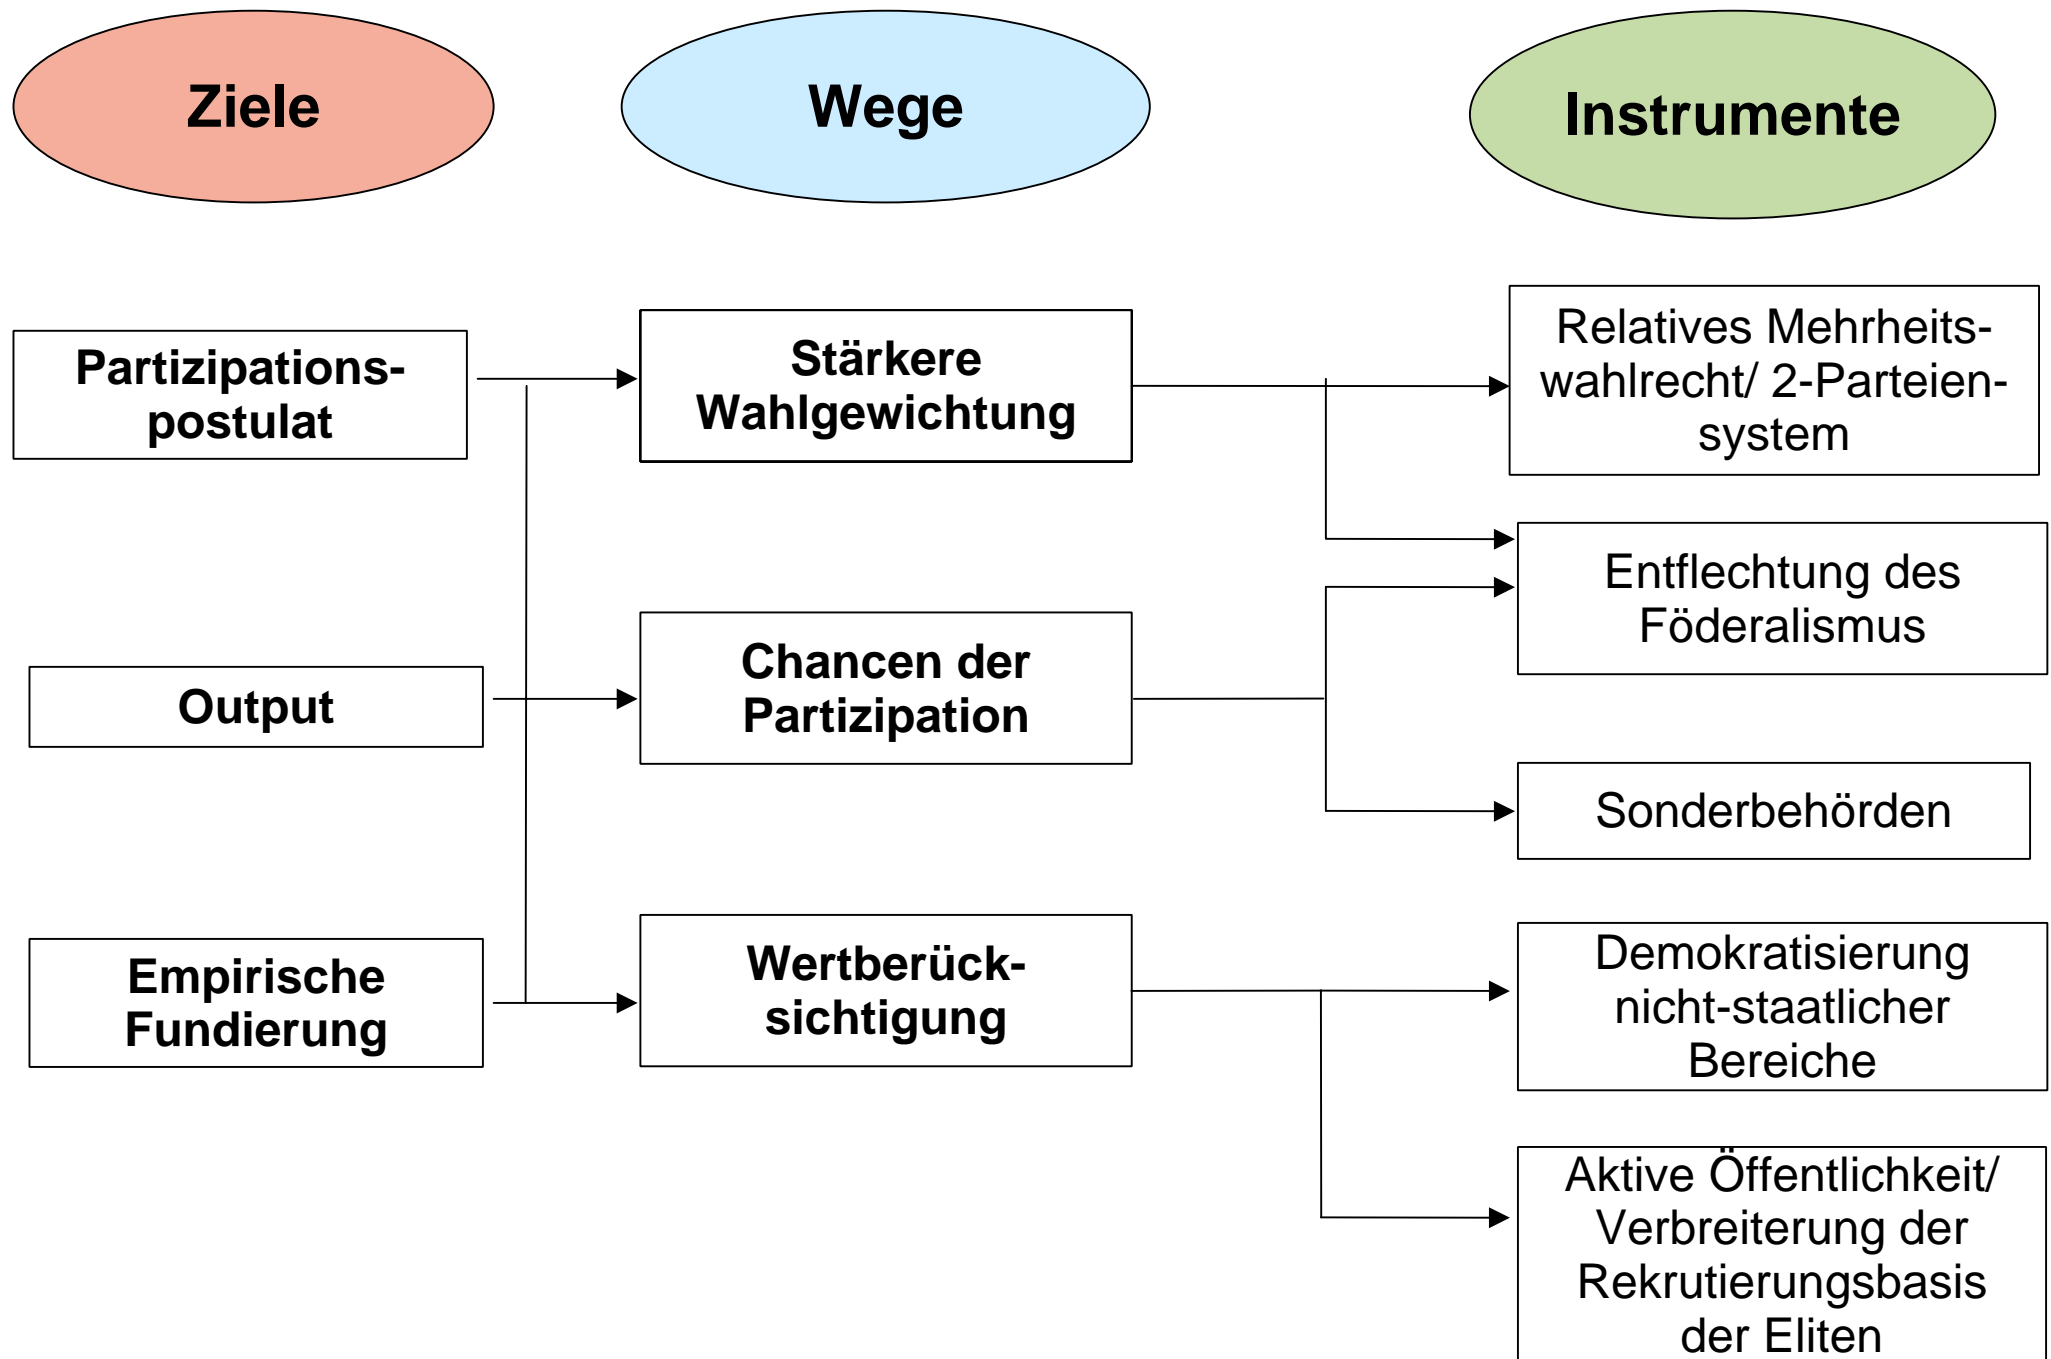 Ziele
Wege
Instrumente
Partizipations-
postulat
Stärkere
Wahlgewichtung
Relatives Mehrheits-
wahlrecht/ 2-Parteien-
system
Entflechtung des
Föderalismus
Output
Chancen der
Partizipation
Sonderbehörden
Empirische
Fundierung
Wertberück-
sichtigung
Demokratisierung
nicht-staatlicher
Bereiche
Aktive Öffentlichkeit/
Verbreiterung der
Rekrutierungsbasis
der Eliten